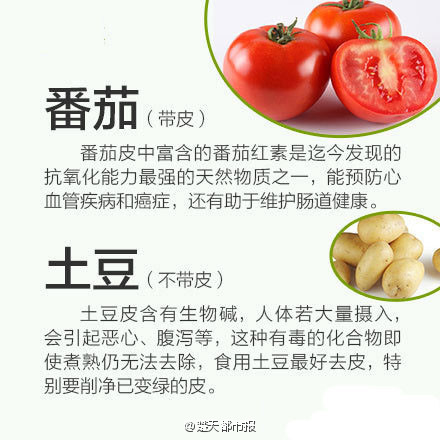 番茄（带皮）
番茄皮中富含的番茄红素是迄今发现的
抗氧化能力最强的天然物质之一，能预防心
血管疾病和癌症，还有助于维护肠道健康。
土豆（不带皮）
土豆皮含有生物碱，人体若大量摄入，
会引起恶心、腹泻等，这种有毒的化合物即
使煮熟仍无法去除，食用土豆最好去皮，特
别要削净已变绿的皮。
@楚天都市报